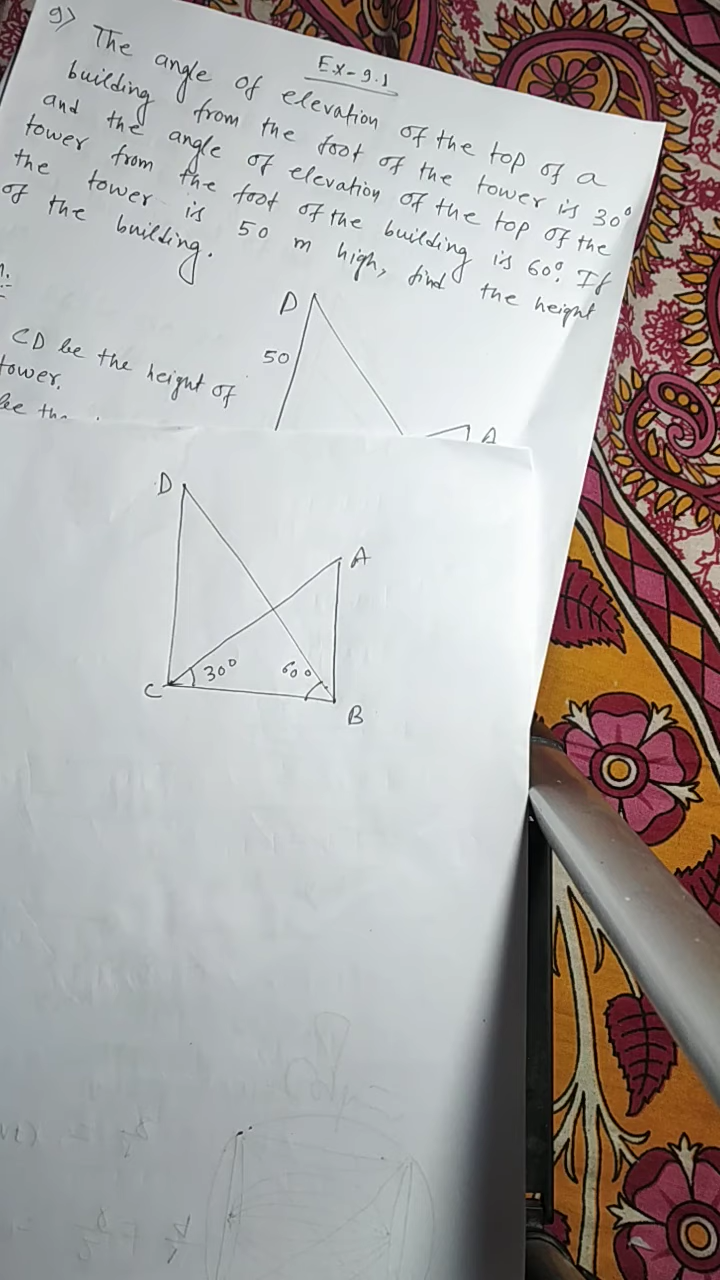 Ex-9.1
9> The angle of elevation of the top of a
building from the foot of the tower is 30°
and the angle of elevation of the top of the
tower from the foot of the building is 60°. If
the tower is 50 m high, find the height
of the building.
D
50
CD be the height of
tower.
A
D
A
30°
60°
C
B